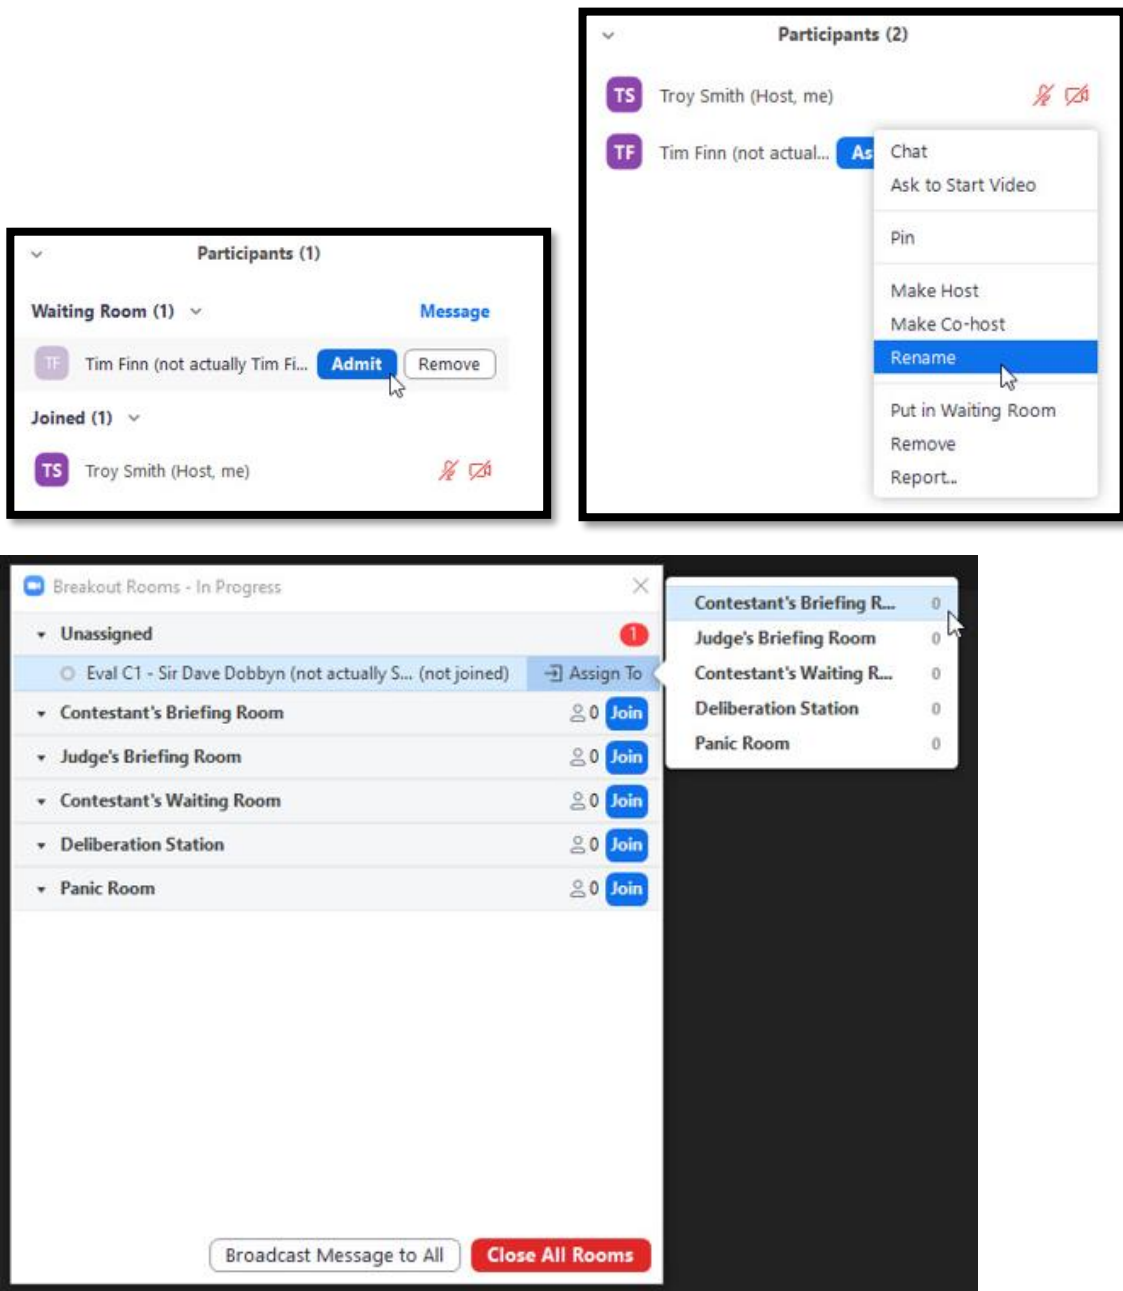 Participants (1)
Waiting Room (1) Message
TF Tim Finn (not actually Tim Fi... Admit Remove
Joined (1)
TS Troy Smith (Host, me)
Participants (2)
TS Troy Smith (Host, me)
TF Tim Finn (not actual... As
Chat
Ask to Start Video
Pin
Make Host
Make Co-host
Rename
Put in Waiting Room
Remove
Report...
Breakout Rooms - In Progress
Unassigned 1
Eval C1 - Sir Dave Dobbyn (not actually S... (not joined) Assign To
Contestant's Briefing Room 0 Join
Judge's Briefing Room 0 Join
Contestant's Waiting Room 0 Join
Deliberation Station 0 Join
Panic Room 0 Join
Broadcast Message to All Close All Rooms
Contestant's Briefing R... 0
Judge's Briefing Room 0
Contestant's Waiting R... 0
Deliberation Station 0
Panic Room 0